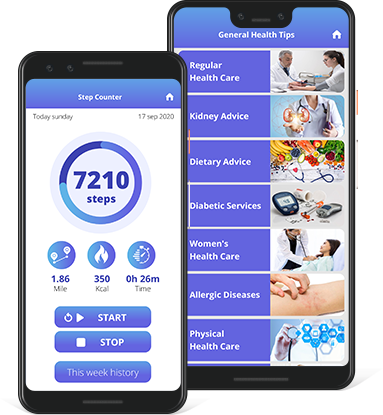 Step Counter
Today sunday 17 sep 2020
7210
steps
1.86 350 0h 26m
Mile Kcal Time
START
STOP
This week history
General Health Tips
Regular
Health Care
Kidney Advice
Dietary Advice
Diabetic Services
Women's
Health Care
Allergic Diseases
Physical
Health Care